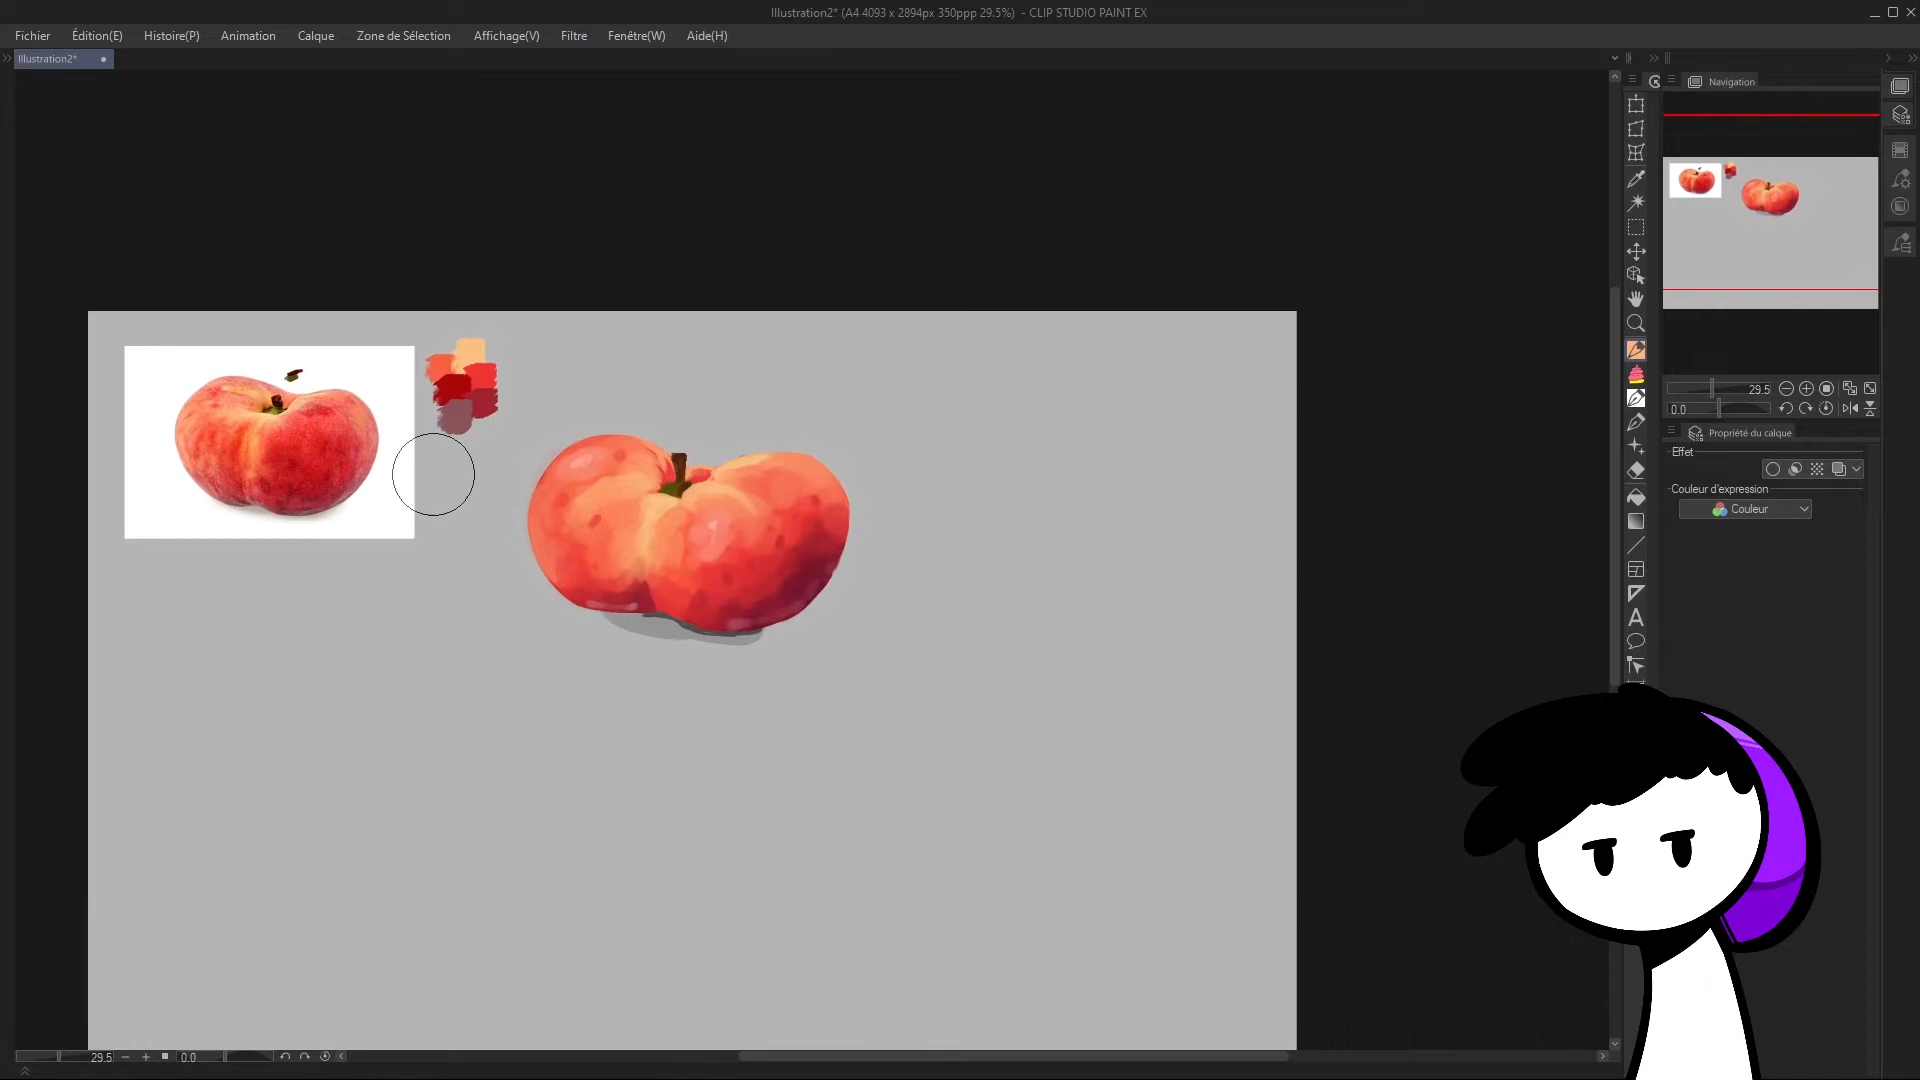 Illustration2* (A4 4093 x 2894px 350ppp 29.5%) - CLIP STUDIO PAINT EX
Fichier Édition(E) Histoire(P) Animation Calque Zone de Sélection Affichage(V) Filtre Fenêtre(W) Aide(H)
Illustration2*
Navigation
29.5
0.0
Propriété du calque
Effet
Couleur d'expression
Couleur
A
29.5 0.0